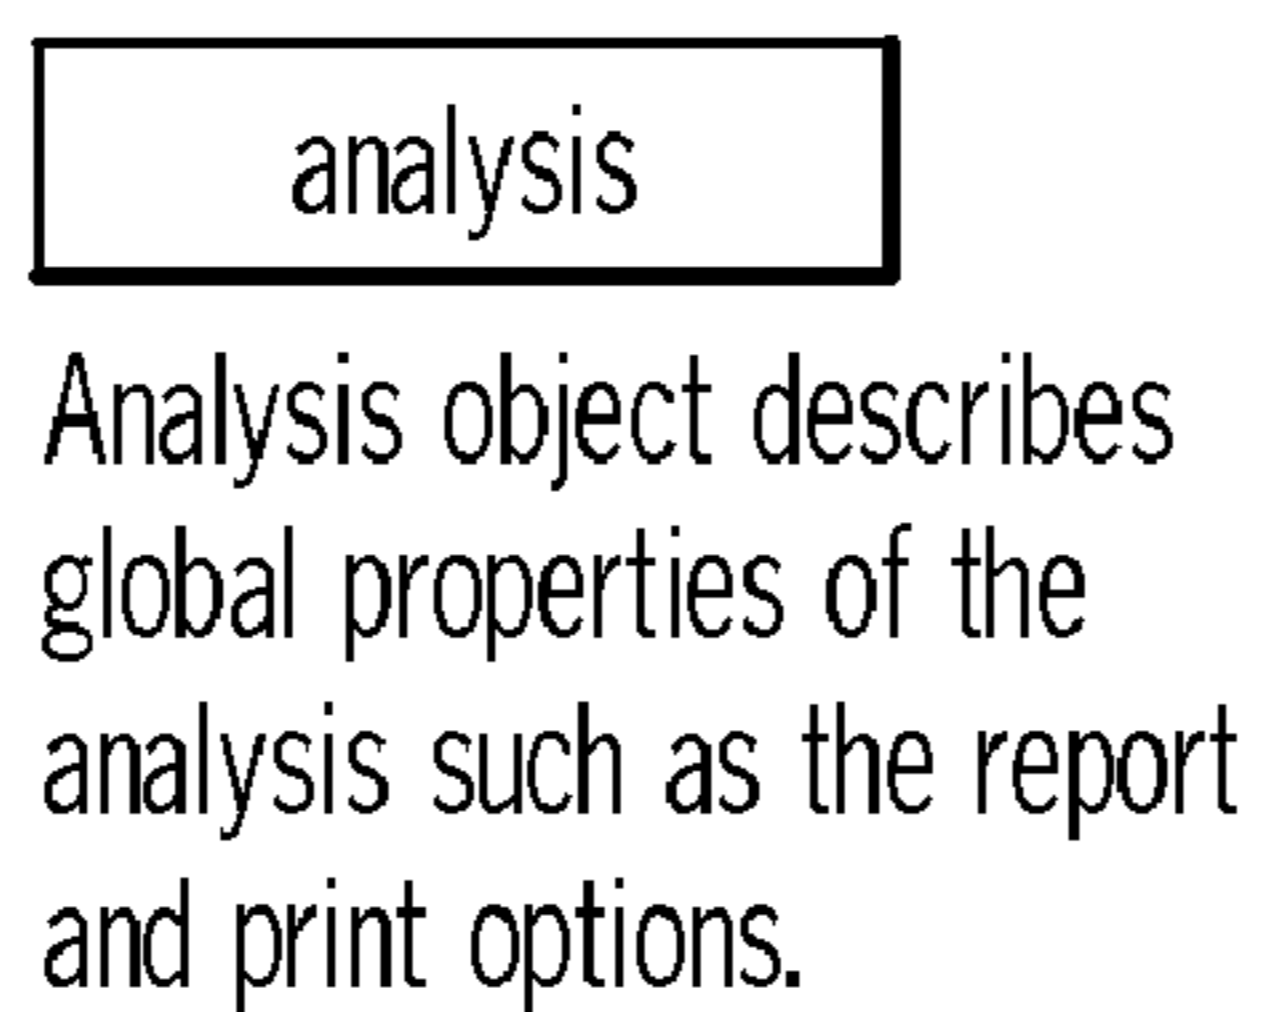 analysis
Analysis object describes
global properties of the
analysis such as the report
and print options.